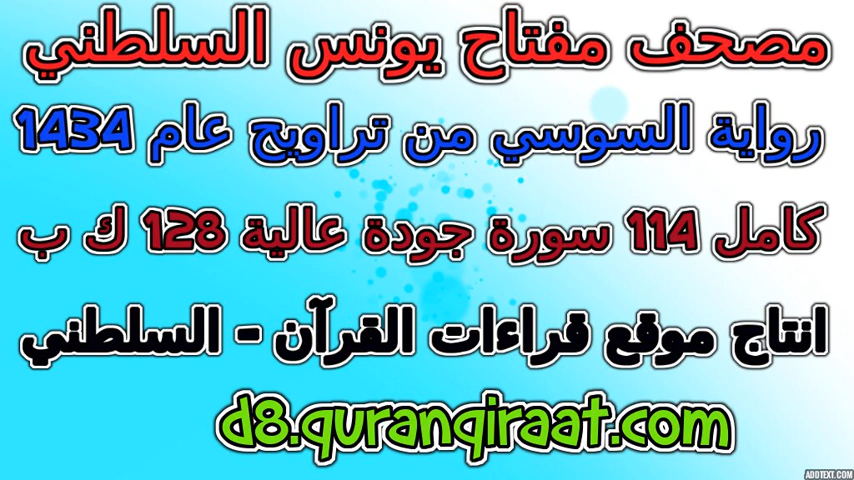 مصحف مفتاح يونس السلطني
رواية السوسي من تراويح عام 1434
كامل 114 سورة جودة عالية 128 ك ب
انتاج موقع قراءات القرآن - السلطني
d8.quranqiraat.com
ADDTEXT.COM